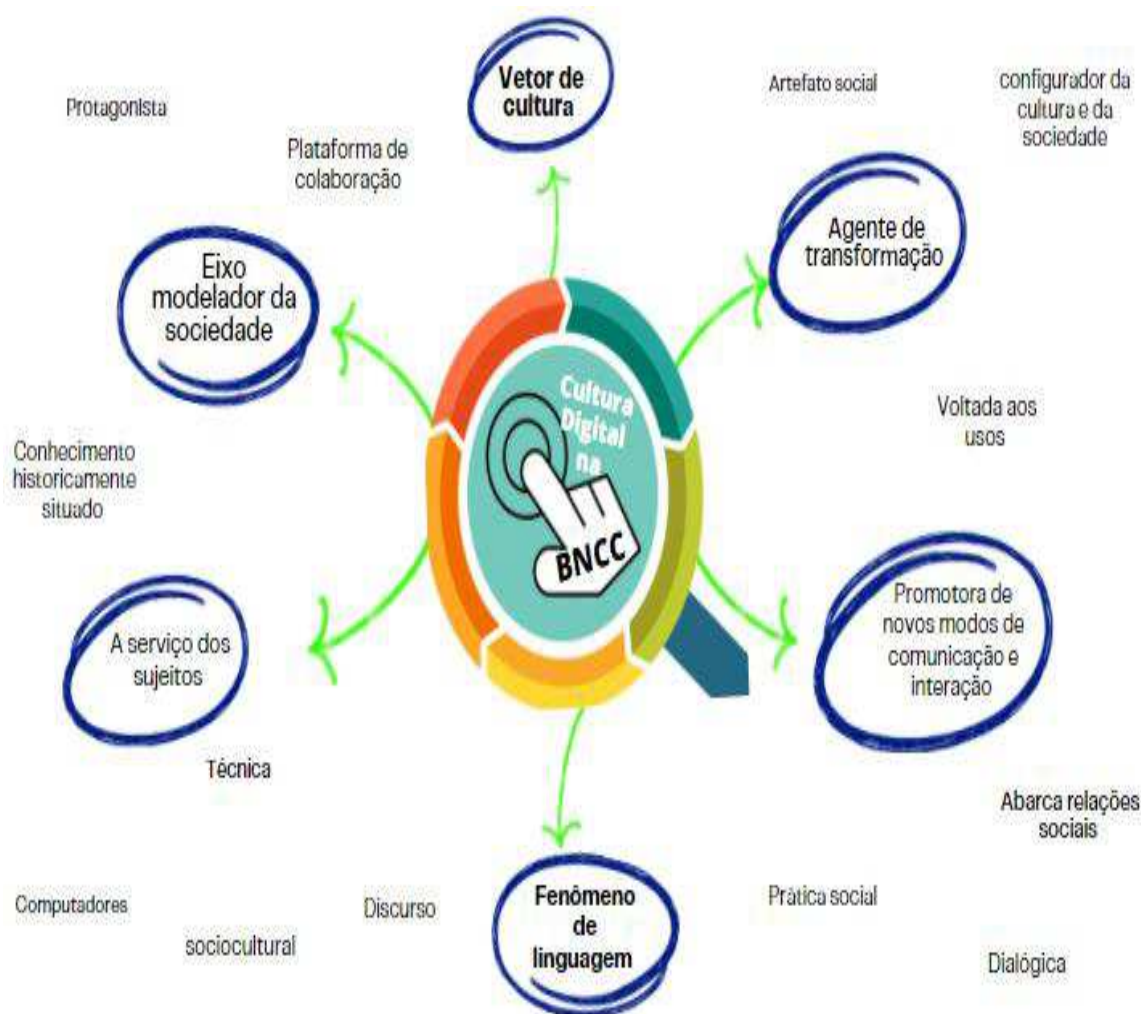 Vetor de
cultura
Artefato social
configurador da
cultura e da
sociedade
Protagonista
Plataforma de
colaboração
Agente de
transformação
Eixo
modelador da
sociedade
Cultura
Digital
na
BNCC
Voltada aos
usos
Conhecimento
historicamente
situado
Promotora de
novos modos de
comunicação e
interação
A serviço dos
sujeitos
Técnica
Abarca relações
sociais
Computadores
sociocultural
Discurso
Fenômeno
de
linguagem
Prática social
Dialógica